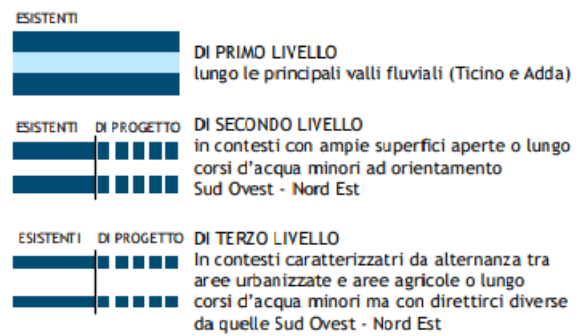 ESISTENTI
DI PRIMO LIVELLO
lungo le principali valli fluviali (Ticino e Adda)
ESISTENTI DI PROGETTO
DI SECONDO LIVELLO
in contesti con ampie superfici aperte o lungo
corsi d'acqua minori ad orientamento
Sud Ovest - Nord Est
ESISTENTI DI PROGETTO
DI TERZO LIVELLO
In contesti caratterizzatri da alternanza tra
aree urbanizzate e aree agricole o lungo
corsi d'acqua minori ma con direttirci diverse
da quelle Sud Ovest - Nord Est